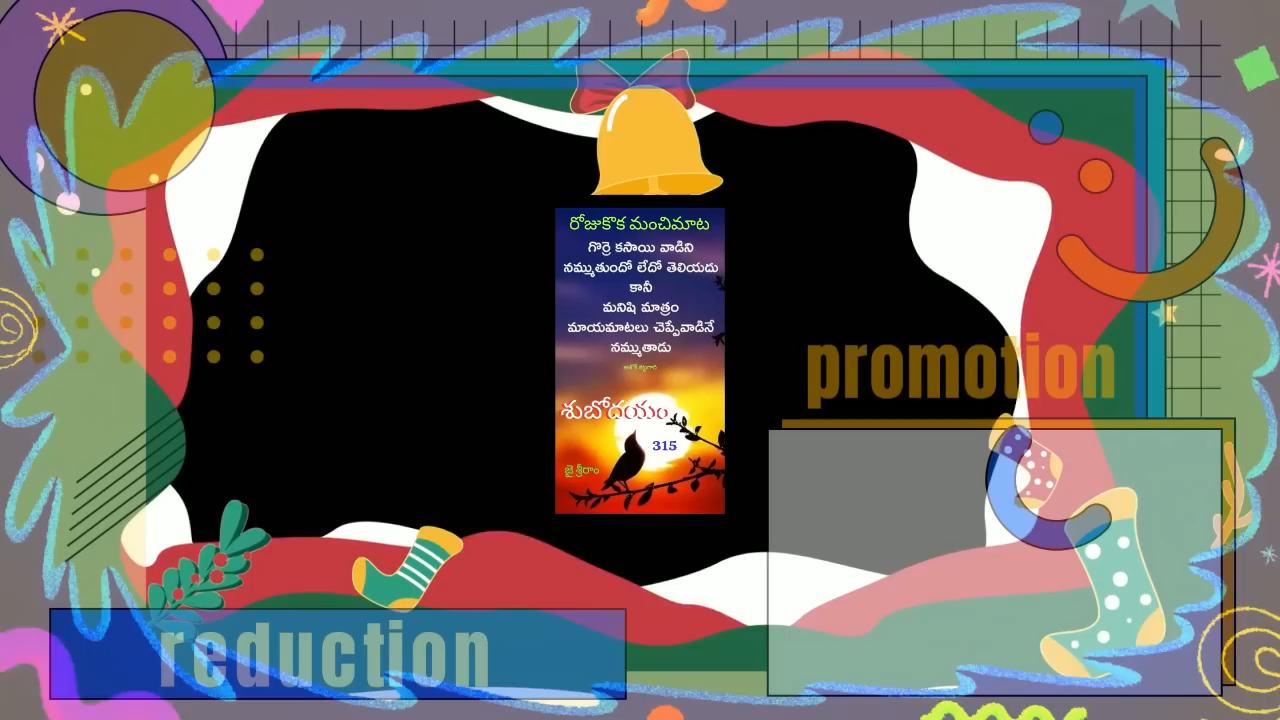 రోజుకొక మంచిమాట
గొర్రె కసాయి వాడిని
నమ్ముతుందో లేదో తెలియదు
కానీ
మనిషి మాత్రం
మాయమాటలు చెప్పేవాడినే
నమ్ముతాడు
శుబోదయం
315
జై శ్రీరాం
promotion
reduction